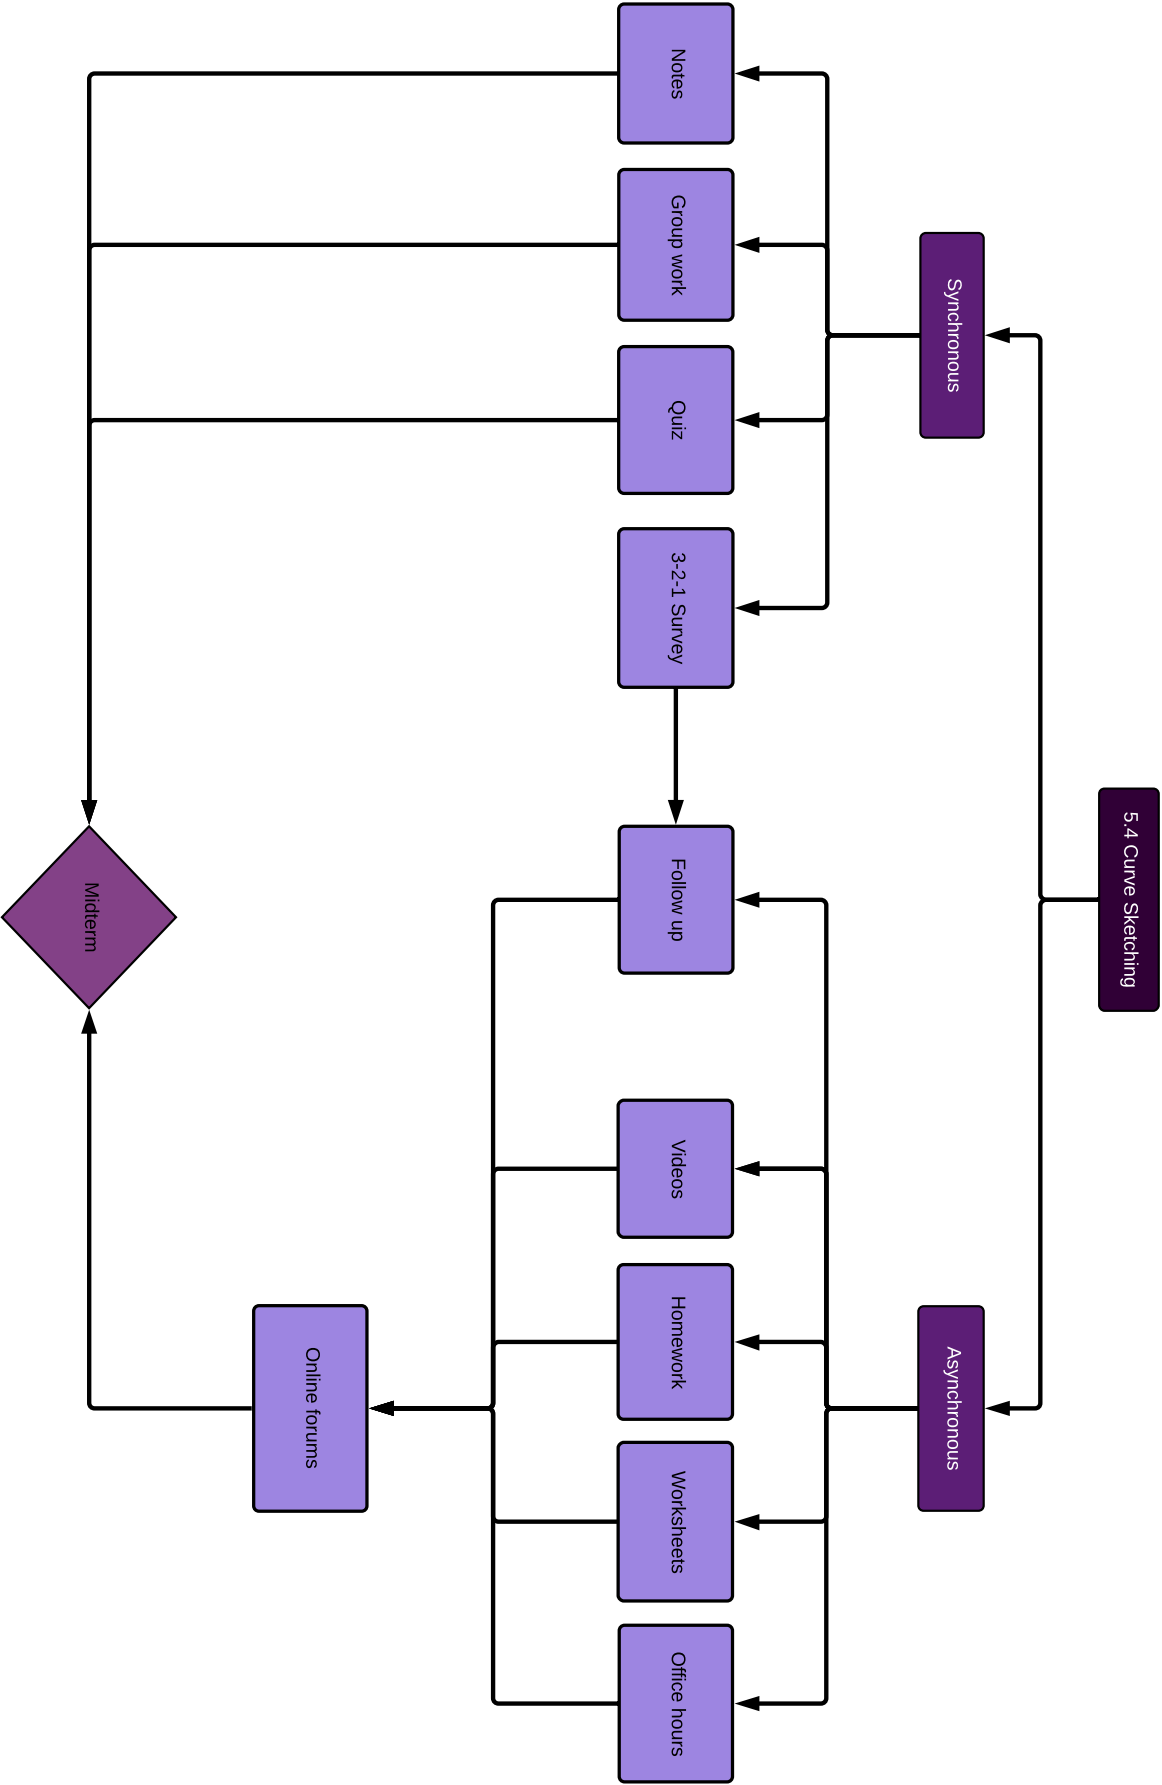 5.4 Curve Sketching
Synchronous
Asynchronous
Notes
Group work
Quiz
3-2-1 Survey
Follow up
Videos
Homework
Worksheets
Office hours
Online forums
Midterm